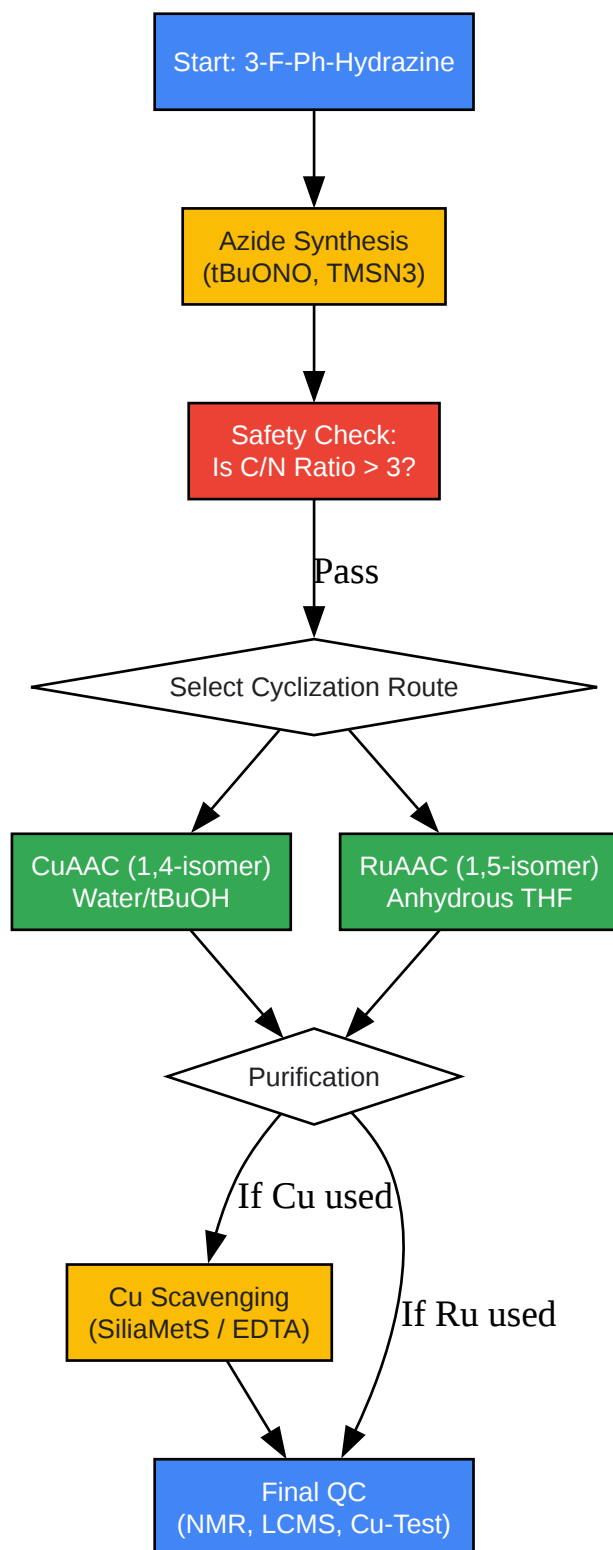 Start: 3-F-Ph-Hydrazine
Azide Synthesis
(tBuONO, TMSN3)
Safety Check:
Is C/N Ratio > 3?
Pass
Select Cyclization Route
CuAAC (1,4-isomer)
Water/tBuOH
RuAAC (1,5-isomer)
Anhydrous THF
Purification
If Cu used
Cu Scavenging
(SiliaMetS / EDTA)
If Ru used
Final QC
(NMR, LCMS, Cu-Test)